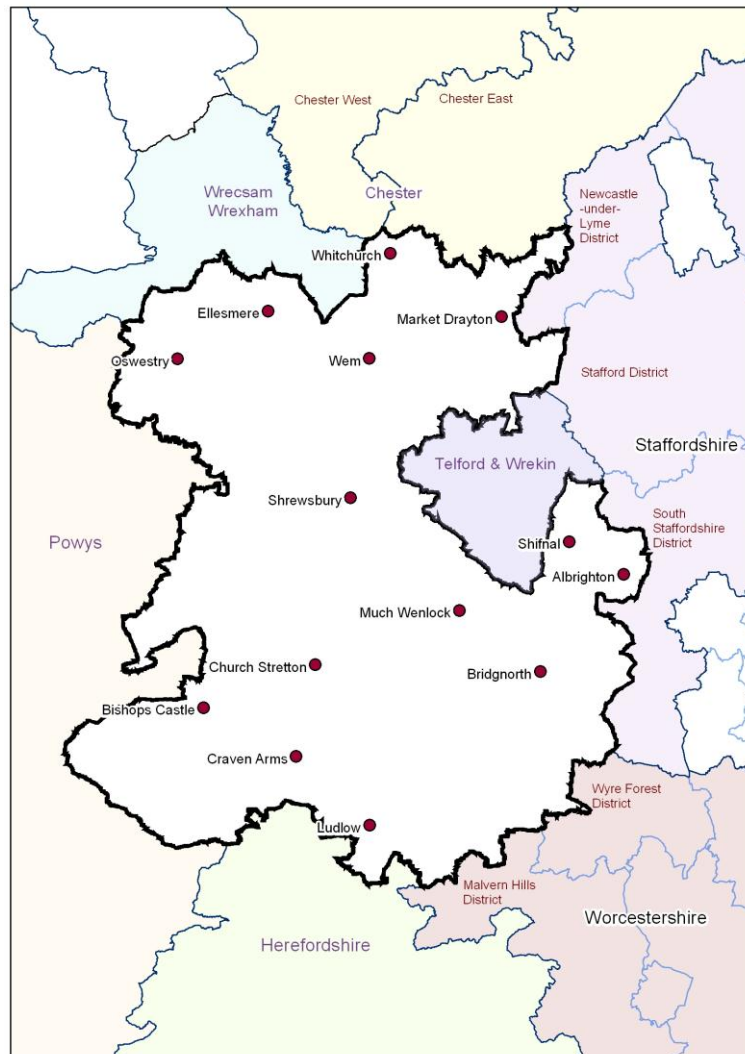 Chester West
Chester East
Wrecsam
Wrexham
Chester
Newcastle
-under-
Lyme
District
Whitchurch
Ellesmere
Market Drayton
Oswestry
Wem
Stafford District
Staffordshire
Telford & Wrekin
Shrewsbury
South
Staffordshire
District
Powys
Shifnal
Albrighton
Much Wenlock
Church Stretton
Bridgnorth
Bishops Castle
Craven Arms
Wyre Forest
District
Ludlow
Malvern Hills
District
Worcestershire
Herefordshire